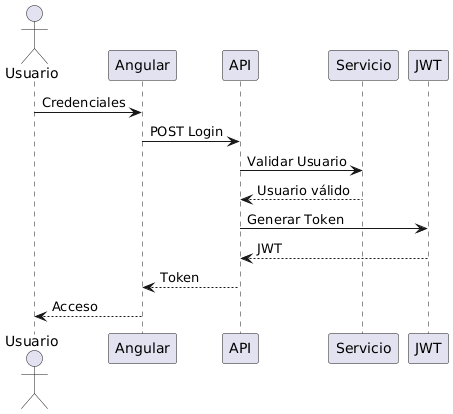 Usuario
Angular
API
Servicio
JWT
Credenciales
POST Login
Validar Usuario
Usuario válido
Generar Token
JWT
Token
Acceso
Usuario
Angular
API
Servicio
JWT